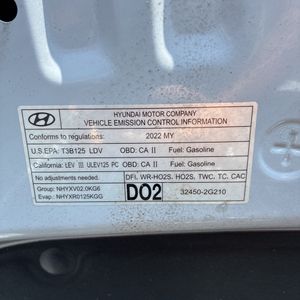 HYUNDAI MOTOR COMPANY
VEHICLE EMISSION CONTROL INFORMATION
Conforms to regulations: 2022 MY
U.S.EPA: T3B125 LDV OBD: CA II Fuel: Gasoline
California: LEV III ULEV125 PC OBD: CA II Fuel: Gasoline
No adjustments needed.
DFI, WR-HO2S, HO2S, TWC, TC, CAC
Group: NHYXV02.0KG6
Evap.: NHYXR0125KGG
DO2
32450-2G210